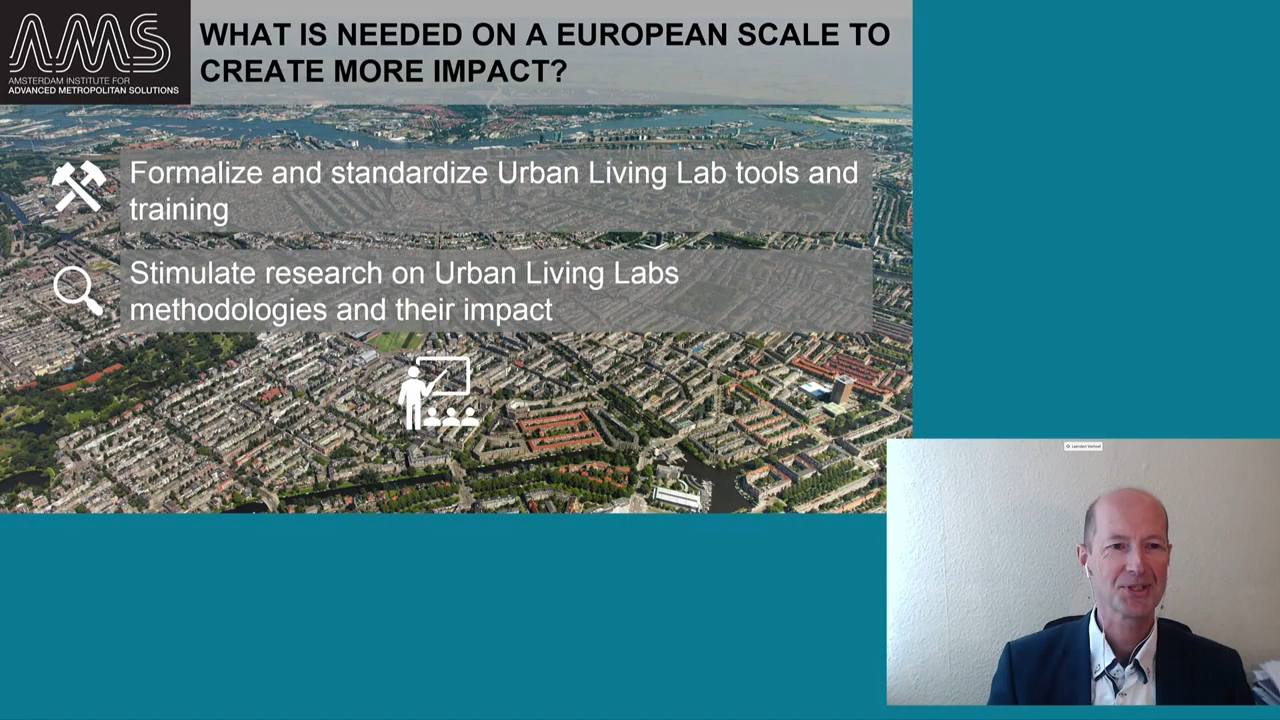 AMS
AMSTERDAM INSTITUTE FOR
ADVANCED METROPOLITAN SOLUTIONS
WHAT IS NEEDED ON A EUROPEAN SCALE TO
CREATE MORE IMPACT?
Formalize and standardize Urban Living Lab tools and
training
Stimulate research on Urban Living Labs
methodologies and their impact